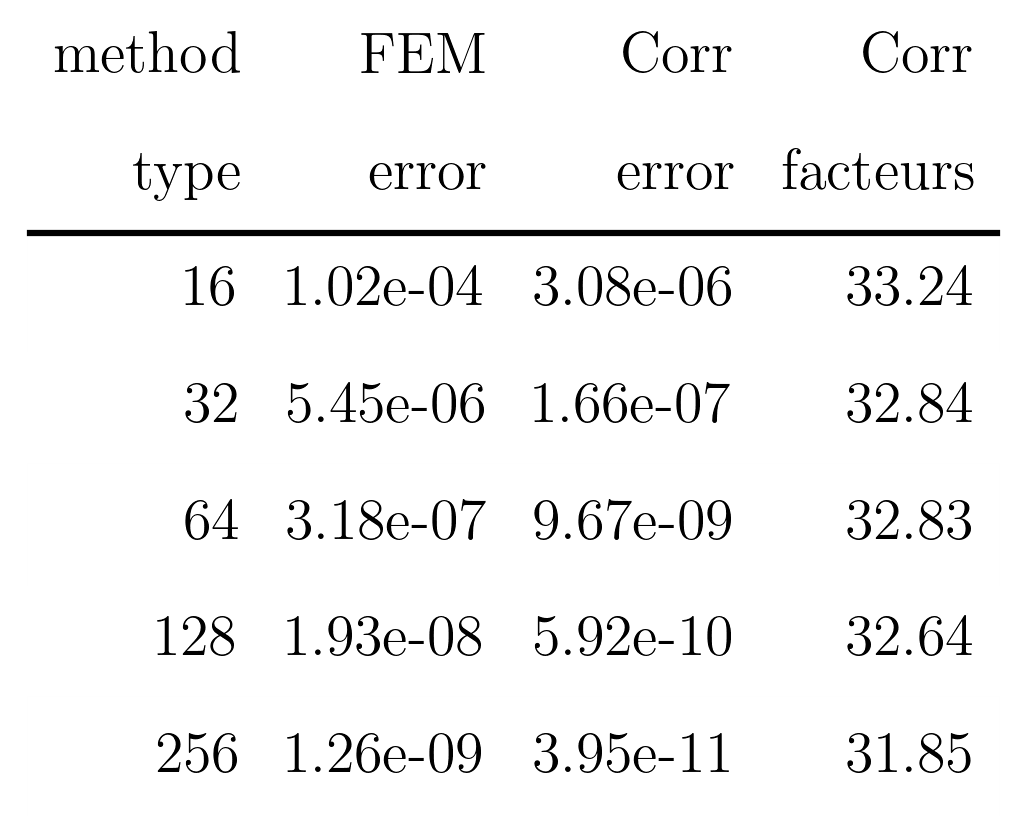 method FEM Corr Corr
type error error facteurs
16 1.02e-04 3.08e-06 33.24
32 5.45e-06 1.66e-07 32.84
64 3.18e-07 9.67e-09 32.83
128 1.93e-08 5.92e-10 32.64
256 1.26e-09 3.95e-11 31.85